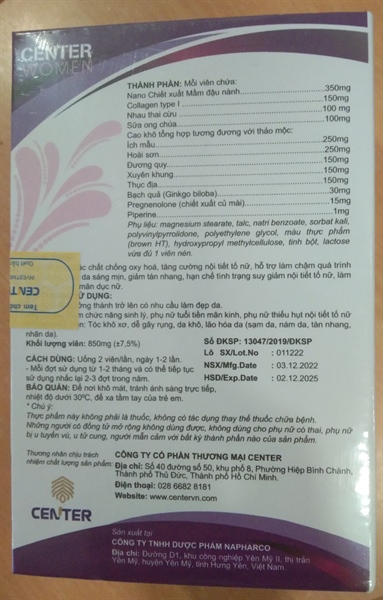 CENTER
WOMEN
THÀNH PHẦN: Mỗi viên chứa:
Nano Chiết xuất Mầm đậu nành 350mg
Collagen type I 150mg
Nhau thai cừu 100 mg
Sữa ong chúa 100mg
Cao khô tổng hợp tương đương với thảo mộc:
Ích mẫu 250mg
Hoài sơn 250mg
Đương quy 150mg
Xuyên khung 150mg
Thục địa 150mg
Bạch quả (Ginkgo biloba) 30mg
Pregnenolone (chiết xuất củ mài) 15mg
Piperine 1mg
Phụ liệu: magnesium stearate, talc, natri benzoate, sorbat kali,
polyvinylpyrrolidone, polyethylene glycol, màu thực phẩm
(brown HT), hydroxypropyl methylcellulose, tinh bột, lactose
vừa đủ 1 viên nén.
chất chống oxy hoá, tăng cường nội tiết tố nữ, hỗ trợ làm chậm quá trình
da sáng mịn, giảm tàn nhang, hạn chế tình trạng suy giảm nội tiết tố nữ, làm
mãn dục nữ.
DỤNG:
thành trở lên có nhu cầu làm đẹp da.
chức năng sinh lý, phụ nữ tuổi tiền mãn kinh, phụ nữ thiếu hụt nội tiết tố nữ
Tóc khô xơ, dễ gãy rụng, da khô, lão hóa da (sạm da, nám da, tàn nhang,
nhăn da).
Khối lượng viên: 850mg (±7,5%)
Số ĐKSP: 13047/2019/ĐKSP
Lô SX/Lot.No : 011222
NSX/Mfg.Date : 03.12.2022
HSD/Exp.Date : 02.12.2025
CÁCH DÙNG: Uống 2 viên/lần, ngày 1-2 lần.
- Mỗi đợt sử dụng từ 1-2 tháng và có thể tiếp tục
sử dụng nhắc lại 2-3 đợt trong năm.
BẢO QUẢN: Để nơi khô mát, tránh ánh sáng trực tiếp,
nhiệt độ dưới 30ºC, để xa tầm tay của trẻ em.
* Chú ý:
Thực phẩm này không phải là thuốc, không có tác dụng thay thế thuốc chữa bệnh.
Những người có đông máu không dùng được, không dùng cho phụ nữ có thai, phụ nữ
bị u tuyến vú, u tử cung, người mẫn cảm với bất kỳ thành phần nào của sản phẩm.
Thương nhân chịu trách
nhiệm chất lượng sản phẩm:
CENTER
CÔNG TY CỔ PHẦN THƯƠNG MẠI CENTER
Địa chỉ: Số 40 đường số 50, khu phố 8, Phường Hiệp Bình Chánh,
Thành phố Thủ Đức, Thành phố Hồ Chí Minh.
Điện thoại: 028 6682 8181
Website: www.centervn.com
Sản xuất tại
CÔNG TY TNHH DƯỢC PHẨM NAPHARCO
Địa chỉ: Đường D1, khu công nghiệp Yên Mỹ II, thị trấn
Yên Mỹ, huyện Yên Mỹ, tỉnh Hưng Yên, Việt Nam.